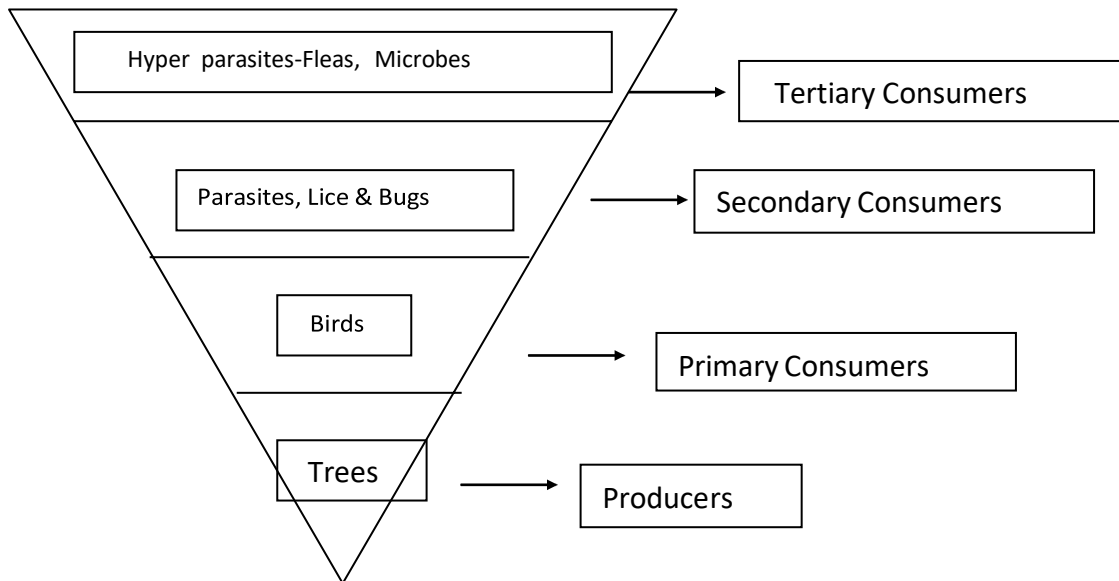 Hyper parasites-Fleas, Microbes
Tertiary Consumers
Parasites, Lice & Bugs
Secondary Consumers
Birds
Primary Consumers
Trees
Producers